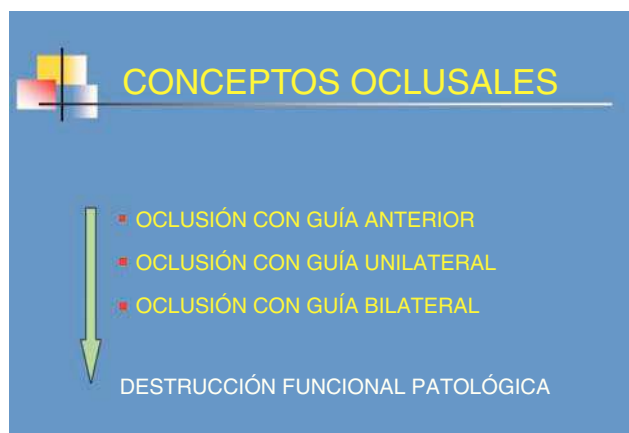 CONCEPTOS OCLUSALES
OCLUSIÓN CON GUÍA ANTERIOR
OCLUSIÓN CON GUÍA UNILATERAL
OCLUSIÓN CON GUÍA BILATERAL
DESTRUCCIÓN FUNCIONAL PATOLÓGICA